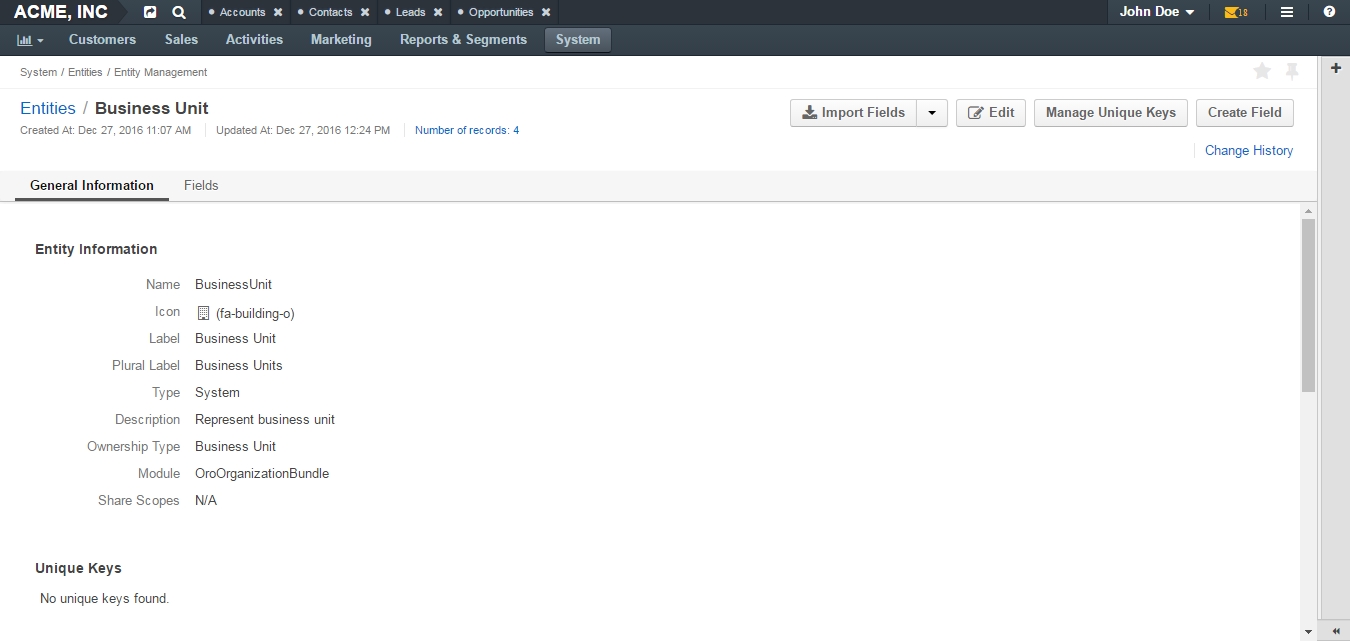 ACME, INC Accounts Contacts Leads Opportunities John Doe 18
Customers Sales Activities Marketing Reports & Segments System
System / Entities / Entity Management
Entities / Business Unit
Import Fields Edit Manage Unique Keys Create Field
Created At: Dec 27, 2016 11:07 AM Updated At: Dec 27, 2016 12:24 PM Number of records: 4
Change History
General Information Fields
Entity Information
Name BusinessUnit
Icon (fa-building-o)
Label Business Unit
Plural Label Business Units
Type System
Description Represent business unit
Ownership Type Business Unit
Module OroOrganizationBundle
Share Scopes N/A
Unique Keys
No unique keys found.